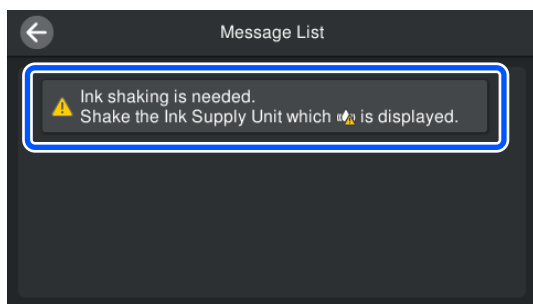 Message List
Ink shaking is needed.
Shake the Ink Supply Unit which is displayed.